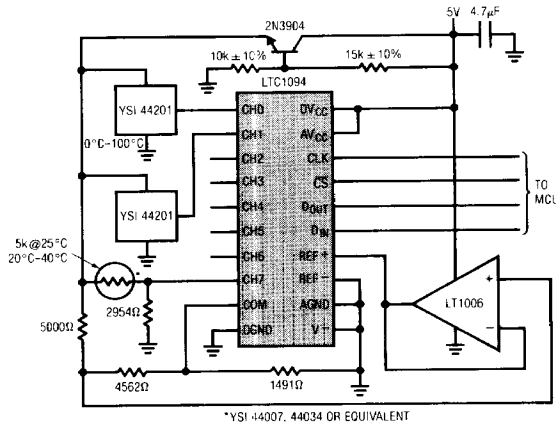 2N3904
5V
4.7µF
10k ± 10%
15k ± 10%
LTC1094
YSI 44201
0°C-100°C
YSI 44201
5k @ 25°C
20°C-40°C
*
5000Ω
2954Ω
4562Ω
1491Ω
CH0
CH1
CH2
CH3
CH4
CH5
CH6
CH7
COM
DGND
DVCC
AVCC
CLK
CS
DOUT
DIN
REF+
REF−
AGND
V−
TO
MCU
+
LT1006
−
*YSI 44007, 44034 OR EQUIVALENT